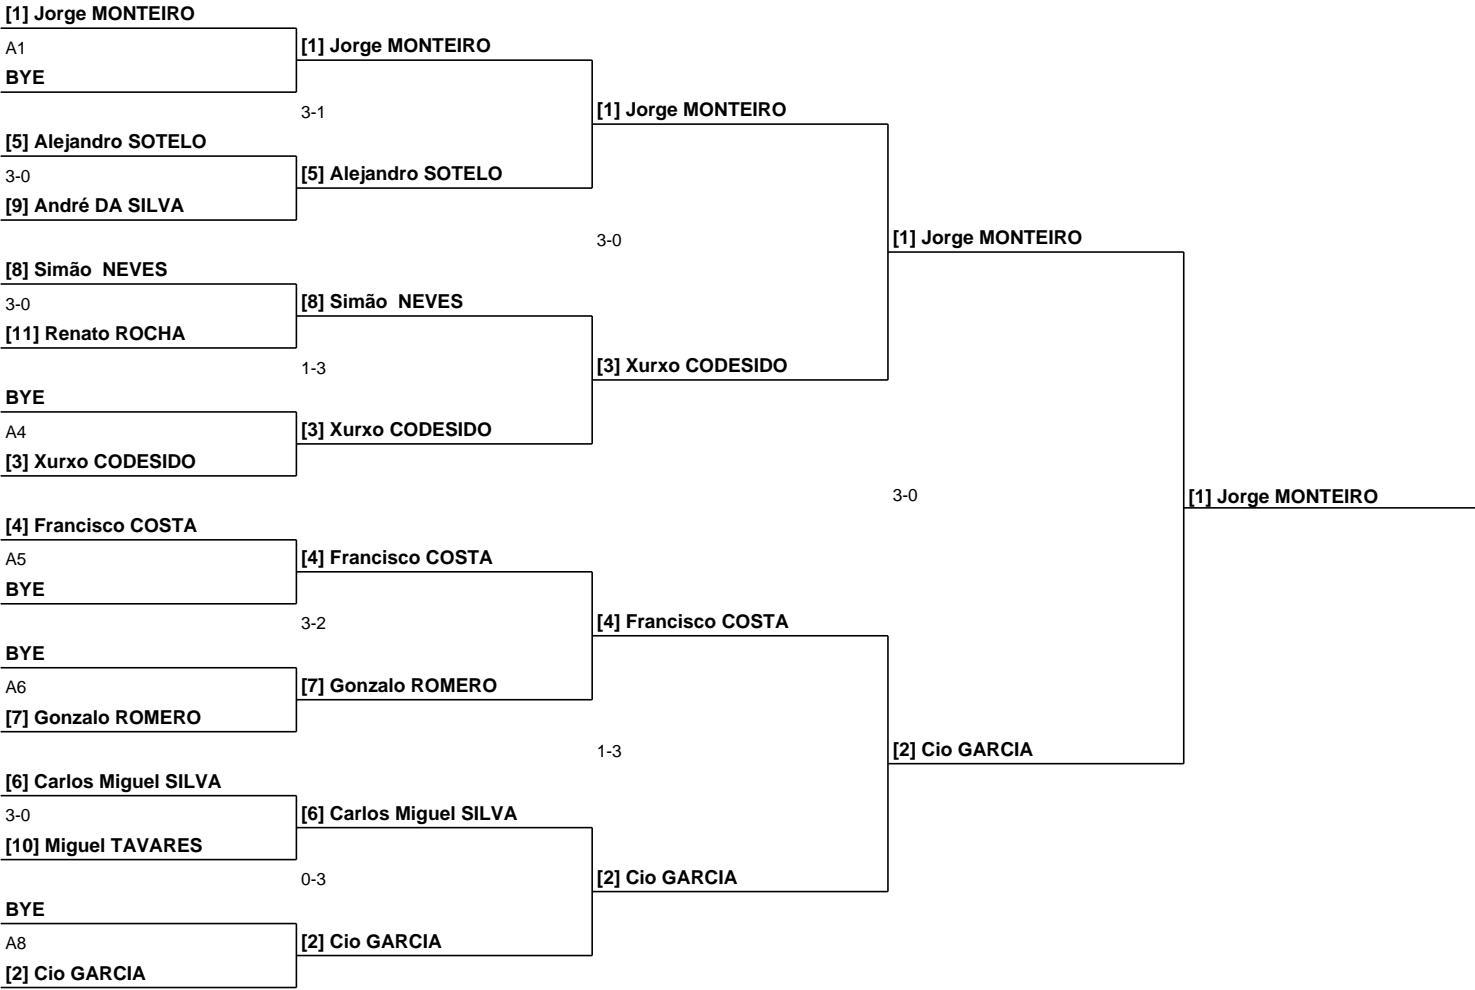 [1] Jorge MONTEIRO
A1
BYE
[5] Alejandro SOTELO
3-0
[9] André DA SILVA
[8] Simão  NEVES
3-0
[11] Renato ROCHA
BYE
A4
[3] Xurxo CODESIDO
[4] Francisco COSTA
A5
BYE
BYE
A6
[7] Gonzalo ROMERO
[6] Carlos Miguel SILVA
3-0
[10] Miguel TAVARES
BYE
A8
[2] Cio GARCIA
[1] Jorge MONTEIRO
3-1
[5] Alejandro SOTELO
[8] Simão  NEVES
1-3
[3] Xurxo CODESIDO
[4] Francisco COSTA
3-2
[7] Gonzalo ROMERO
[6] Carlos Miguel SILVA
0-3
[2] Cio GARCIA
[1] Jorge MONTEIRO
3-0
[3] Xurxo CODESIDO
[4] Francisco COSTA
1-3
[2] Cio GARCIA
[1] Jorge MONTEIRO
3-0
[2] Cio GARCIA
[1] Jorge MONTEIRO